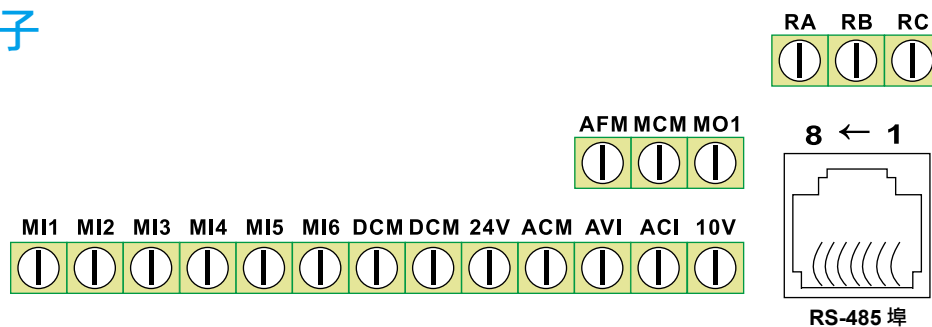 子
RA RB RC
AFM MCM MO1
8 ← 1
MI1 MI2 MI3 MI4 MI5 MI6 DCM DCM 24V ACM AVI ACI 10V
RS-485 埠